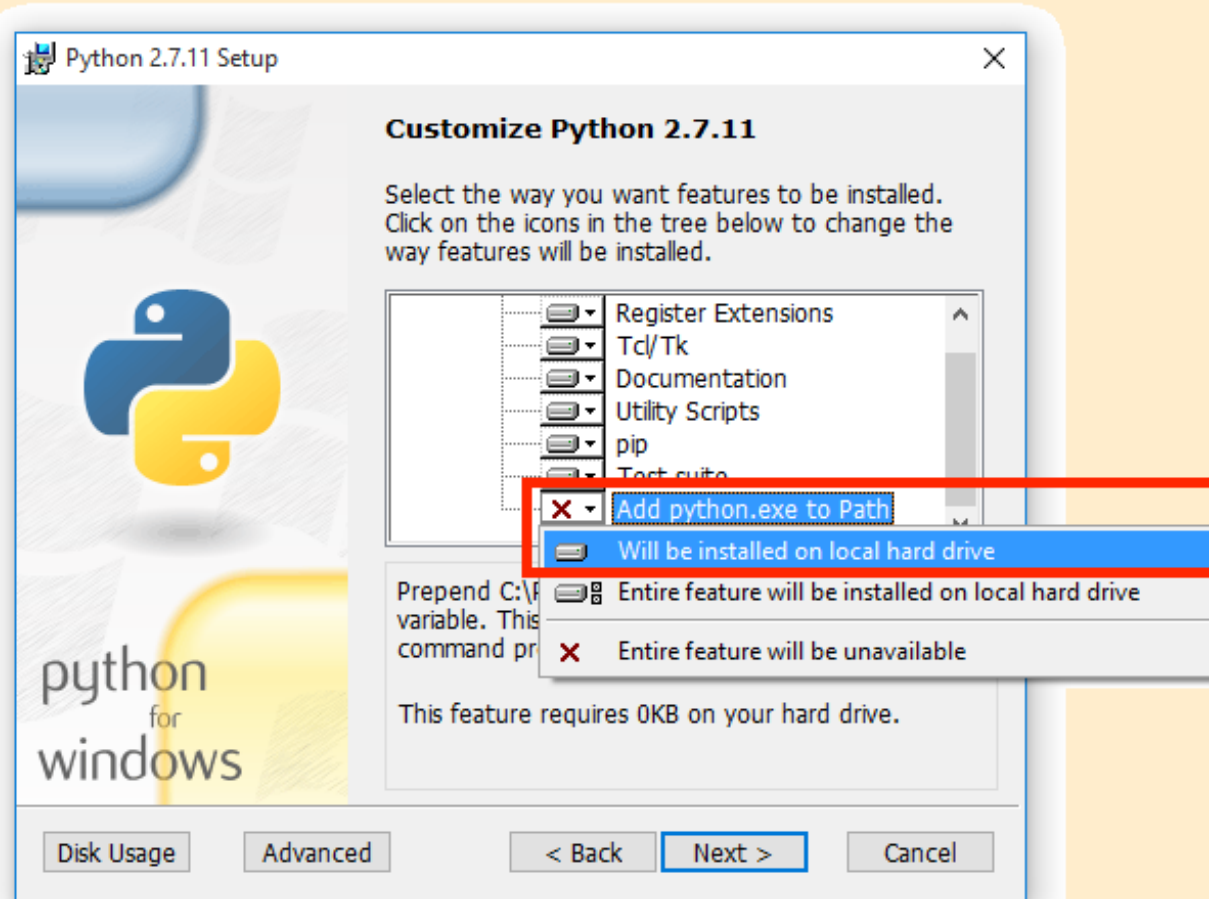 Python 2.7.11 Setup
Customize Python 2.7.11
Select the way you want features to be installed.
Click on the icons in the tree below to change the
way features will be installed.
Register Extensions
Tcl/Tk
Documentation
Utility Scripts
pip
Test suite
Add python.exe to Path
Will be installed on local hard drive
Entire feature will be installed on local hard drive
Entire feature will be unavailable
Prepend C:\
variable. This
command pr
This feature requires 0KB on your hard drive.
python
for
windows
Disk Usage
Advanced
< Back
Next >
Cancel